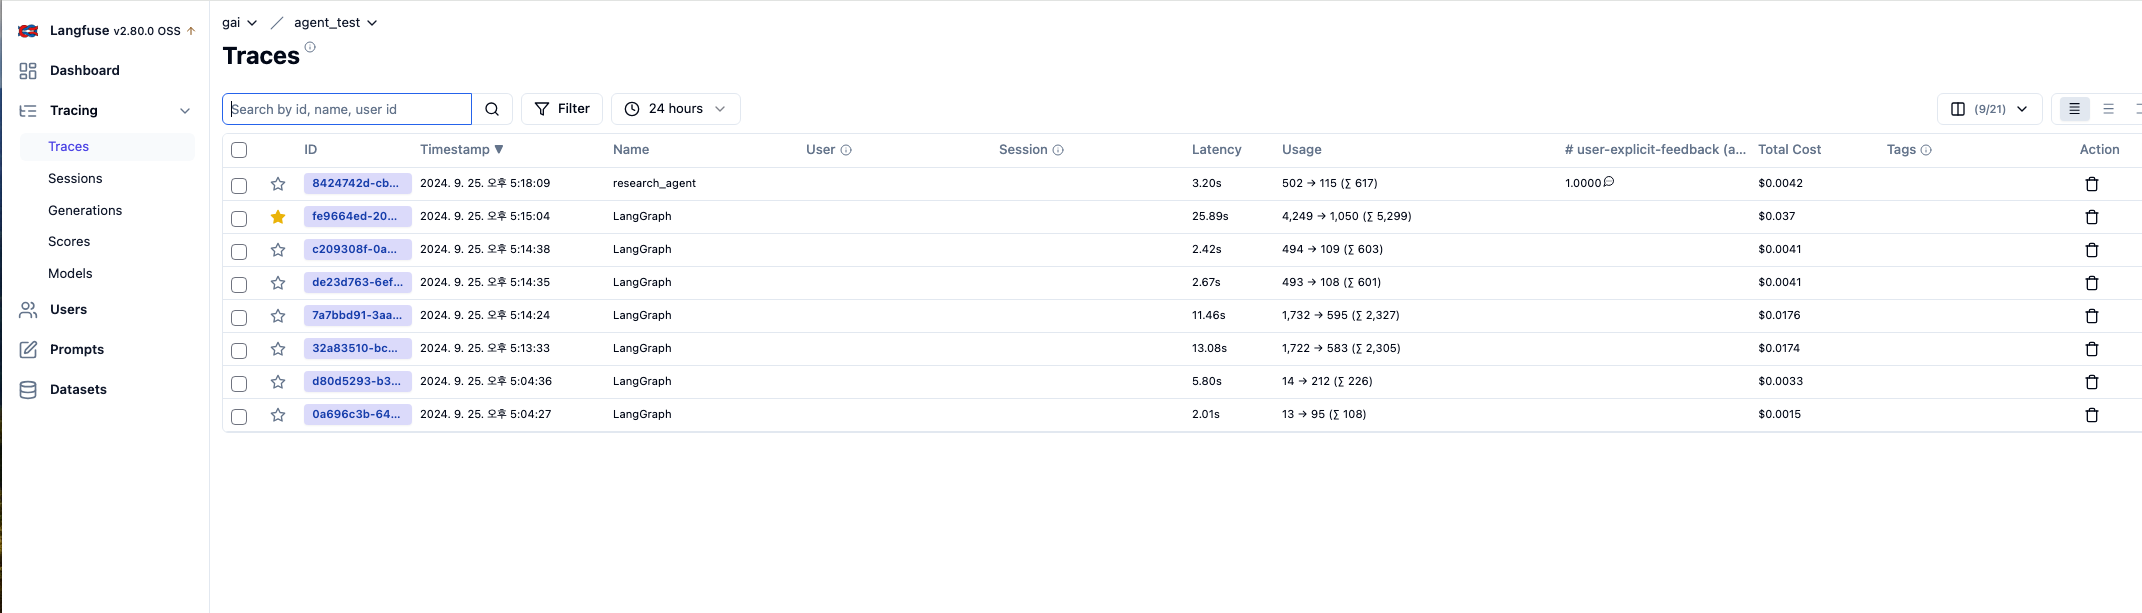 Langfuse v2.80.0 OSS
Dashboard
Tracing
Traces
Sessions
Generations
Scores
Models
Users
Prompts
Datasets
gai / agent_test
Traces
Search by id, name, user id Filter 24 hours (9/21)
ID Timestamp ▼ Name User Session Latency Usage # user-explicit-feedback (a... Total Cost Tags Action
8424742d-cb... 2024. 9. 25. 오후 5:18:09 research_agent 3.20s 502 → 115 (∑ 617) 1.0000 $0.0042
fe9664ed-20... 2024. 9. 25. 오후 5:15:04 LangGraph 25.89s 4,249 → 1,050 (∑ 5,299) $0.037
c209308f-0a... 2024. 9. 25. 오후 5:14:38 LangGraph 2.42s 494 → 109 (∑ 603) $0.0041
de23d763-6ef... 2024. 9. 25. 오후 5:14:35 LangGraph 2.67s 493 → 108 (∑ 601) $0.0041
7a7bbd91-3aa... 2024. 9. 25. 오후 5:14:24 LangGraph 11.46s 1,732 → 595 (∑ 2,327) $0.0176
32a83510-bc... 2024. 9. 25. 오후 5:13:33 LangGraph 13.08s 1,722 → 583 (∑ 2,305) $0.0174
d80d5293-b3... 2024. 9. 25. 오후 5:04:36 LangGraph 5.80s 14 → 212 (∑ 226) $0.0033
0a696c3b-64... 2024. 9. 25. 오후 5:04:27 LangGraph 2.01s 13 → 95 (∑ 108) $0.0015